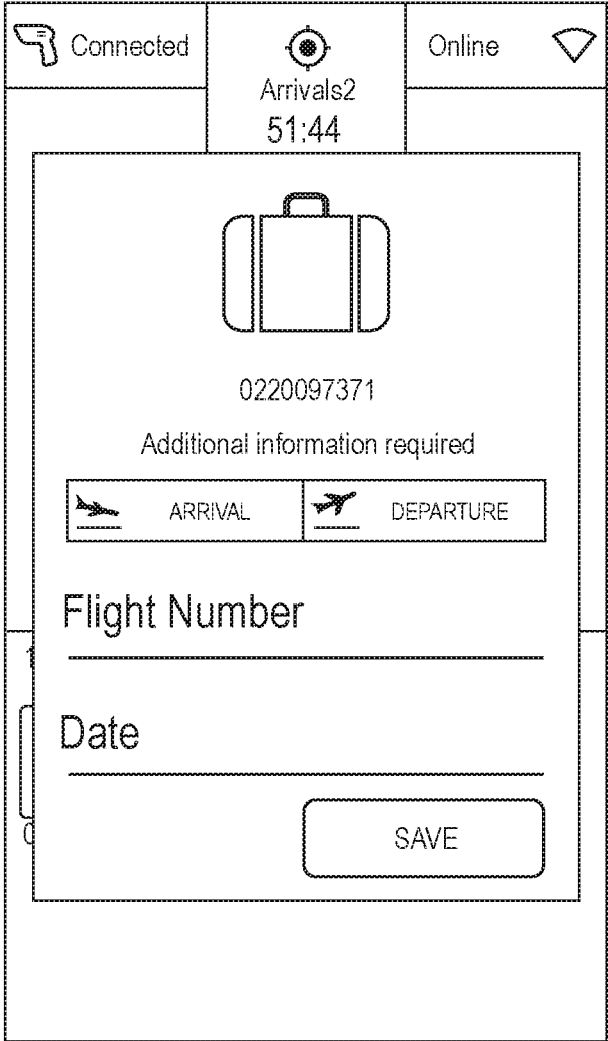 Connected
Arrivals2
51:44
Online
0220097371
Additional information required
ARRIVAL
DEPARTURE
Flight Number
Date
SAVE